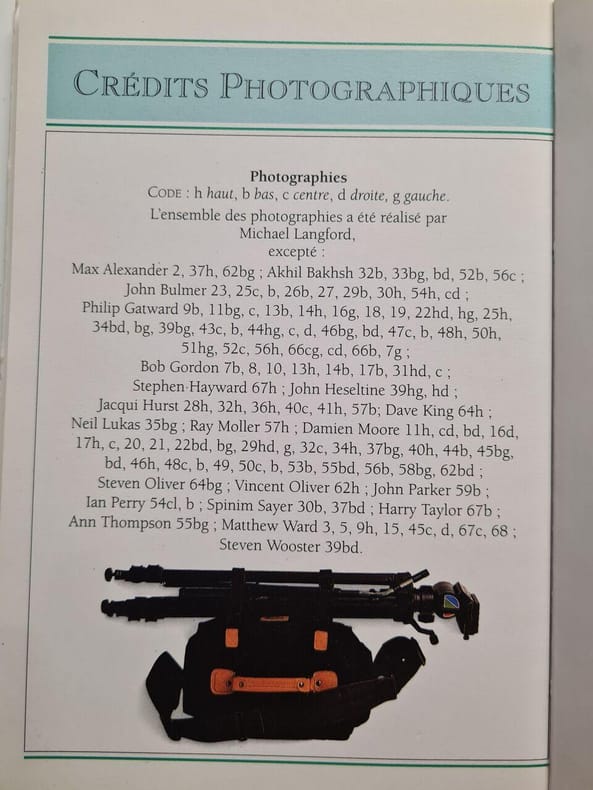 CRÉDITS PHOTOGRAPHIQUES
Photographies
CODE : h haut, b bas, c centre, d droite, g gauche.
L'ensemble des photographies a été réalisé par
Michael Langford,
excepté :
Max Alexander 2, 37h, 62bg ; Akhil Bakhsh 32b, 33bg, bd, 52b, 56c ;
John Bulmer 23, 25c, b, 26b, 27, 29b, 30h, 54h, cd ;
Philip Gatward 9b, 11bg, c, 13b, 14h, 16g, 18, 19, 22hd, hg, 25h,
34bd, bg, 39bg, 43c, b, 44hg, c, d, 46bg, bd, 47c, b, 48h, 50h,
51hg, 52c, 56h, 66cg, cd, 66b, 7g ;
Bob Gordon 7b, 8, 10, 13h, 14b, 17b, 31hd, c ;
Stephen Hayward 67h ; John Heseltine 39hg, hd ;
Jacqui Hurst 28h, 32h, 36h, 40c, 41h, 57b; Dave King 64h ;
Neil Lukas 35bg ; Ray Moller 57h ; Damien Moore 11h, cd, bd, 16d,
17h, c, 20, 21, 22bd, bg, 29hd, g, 32c, 34h, 37bg, 40h, 44b, 45bg,
bd, 46h, 48c, b, 49, 50c, b, 53b, 55bd, 56b, 58bg, 62bd ;
Steven Oliver 64bg ; Vincent Oliver 62h ; John Parker 59b ;
Ian Perry 54cl, b ; Spinim Sayer 30b, 37bd ; Harry Taylor 67b ;
Ann Thompson 55bg ; Matthew Ward 3, 5, 9h, 15, 45c, d, 67c, 68 ;
Steven Wooster 39bd.